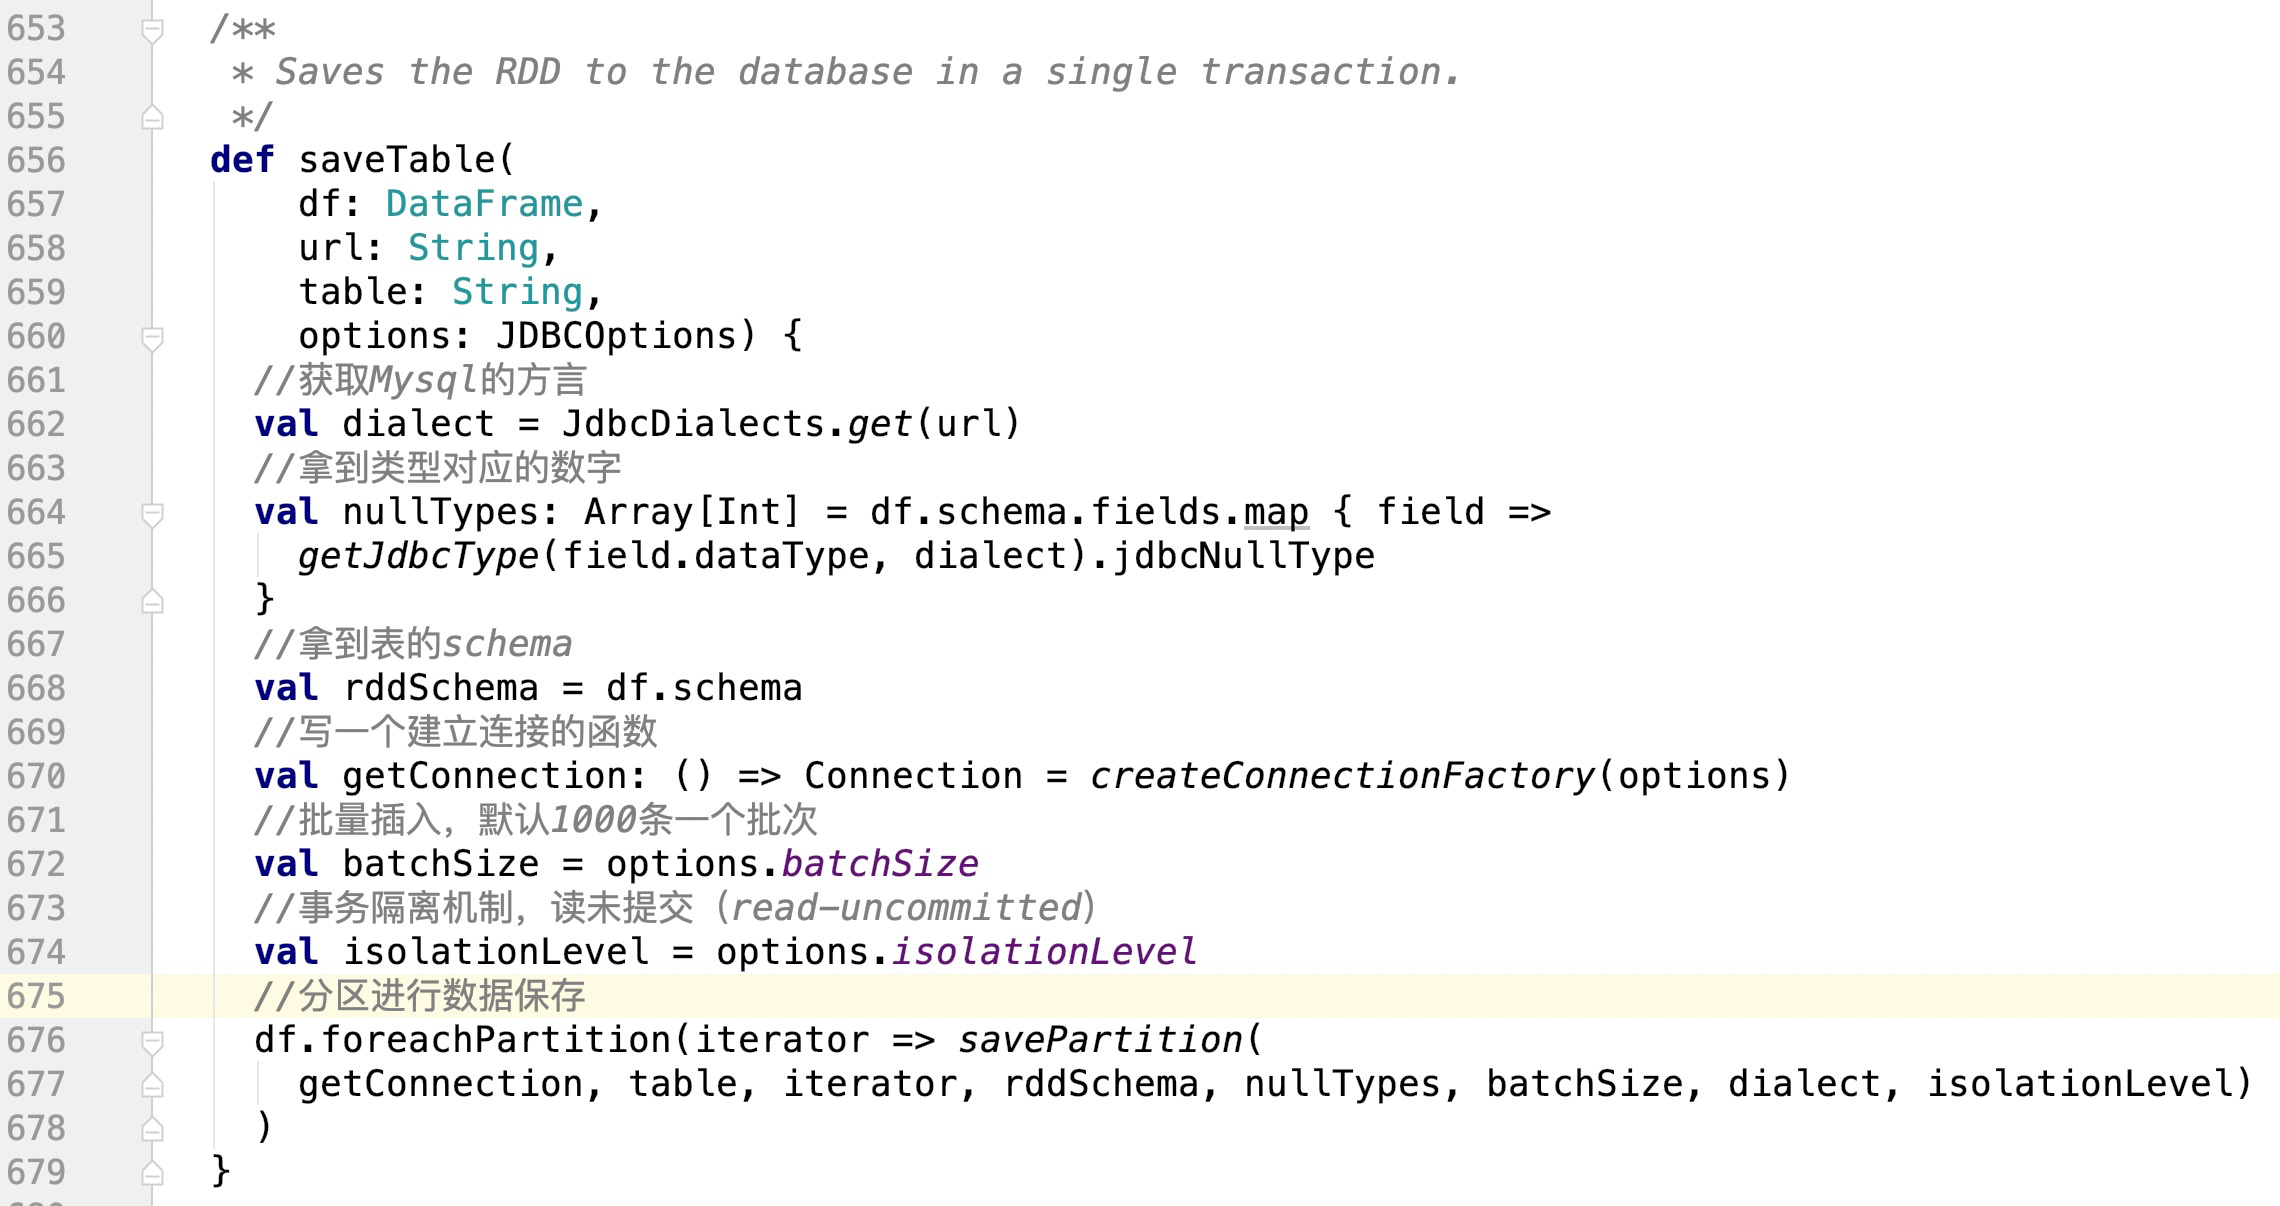 653 /**
654 * Saves the RDD to the database in a single transaction.
655 */
656 def saveTable(
657 df: DataFrame,
658 url: String,
659 table: String,
660 options: JDBCOptions) {
661 //获取Mysql的方言
662 val dialect = JdbcDialects.get(url)
663 //拿到类型对应的数字
664 val nullTypes: Array[Int] = df.schema.fields.map { field =>
665 getJdbcType(field.dataType, dialect).jdbcNullType
666 }
667 //拿到表的schema
668 val rddSchema = df.schema
669 //写一个建立连接的函数
670 val getConnection: () => Connection = createConnectionFactory(options)
671 //批量插入，默认1000条一个批次
672 val batchSize = options.batchSize
673 //事务隔离机制，读未提交（read-uncommitted）
674 val isolationLevel = options.isolationLevel
675 //分区进行数据保存
676 df.foreachPartition(iterator => savePartition(
677 getConnection, table, iterator, rddSchema, nullTypes, batchSize, dialect, isolationLevel)
678 )
679 }